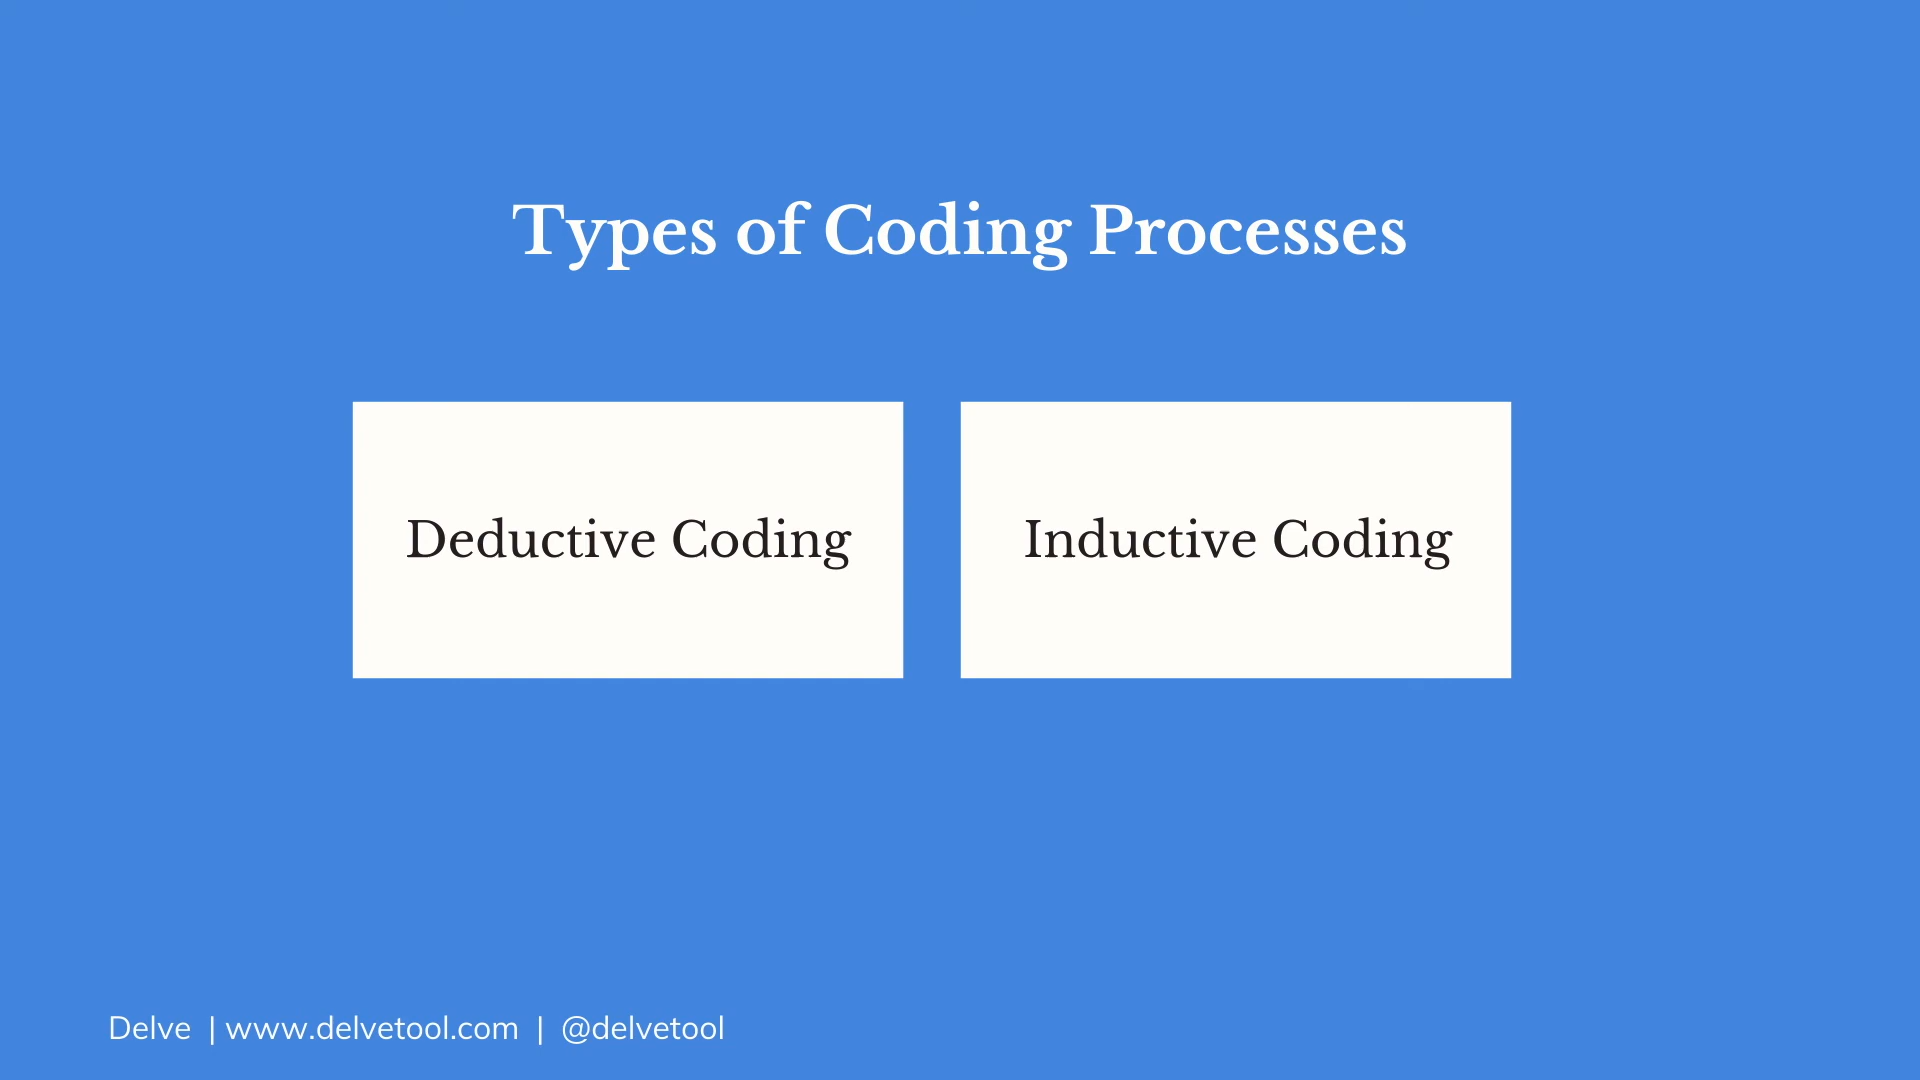 Types of Coding Processes
Deductive Coding
Inductive Coding
Delve | www.delvetool.com | @delvetool